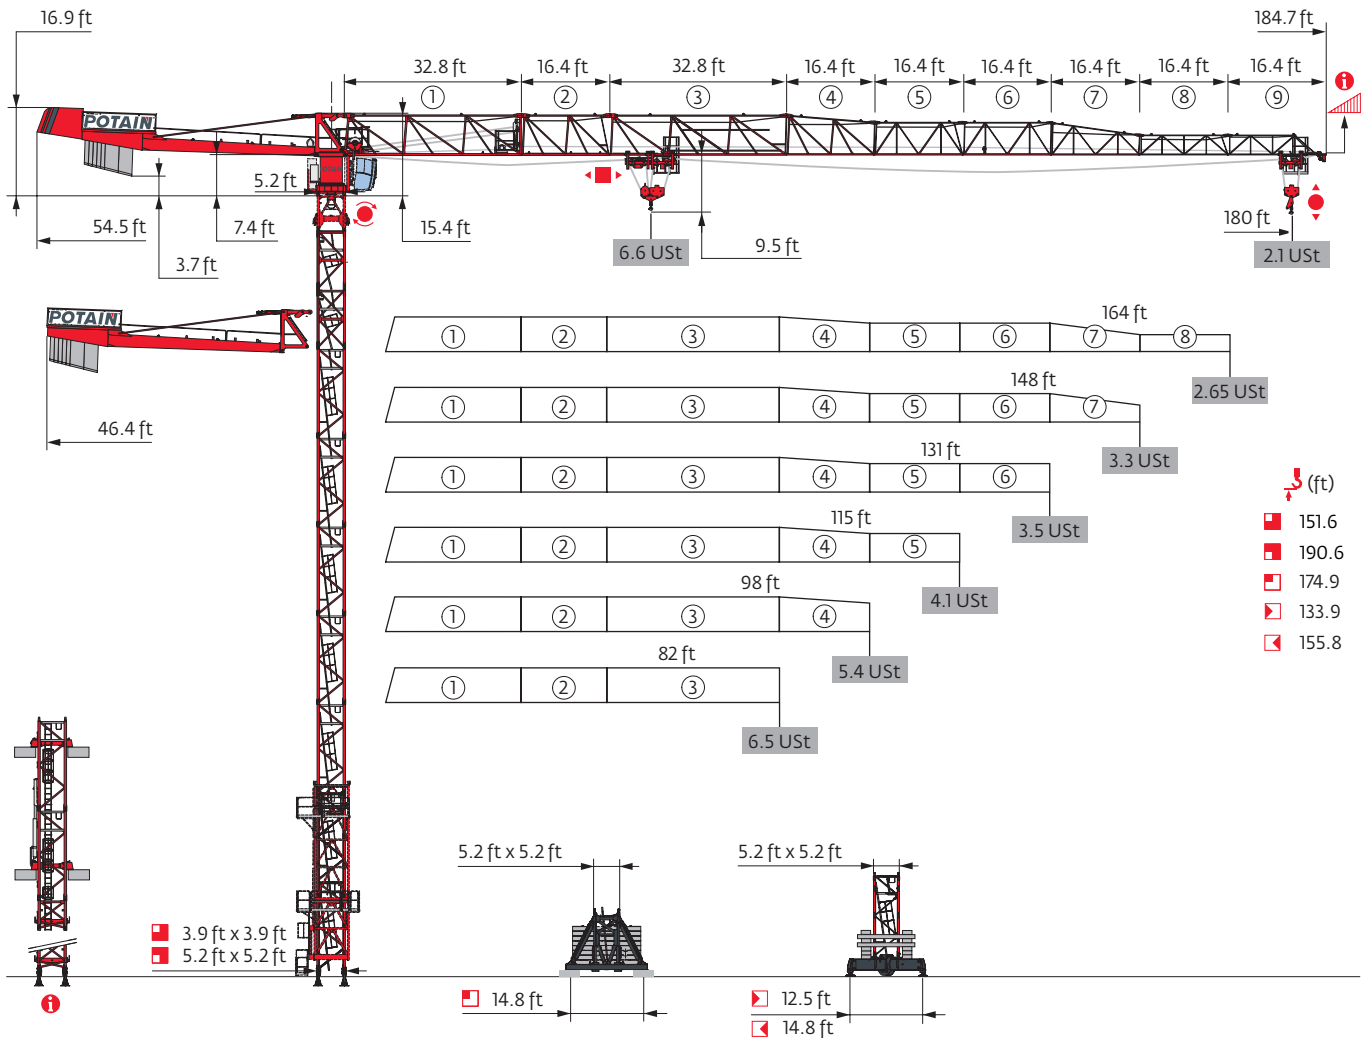 16.9 ft
184.7 ft
32.8 ft 16.4 ft 32.8 ft 16.4 ft 16.4 ft 16.4 ft 16.4 ft 16.4 ft 16.4 ft
1 2 3 4 5 6 7 8 9
i
POTAIN
5.2 ft
54.5 ft
7.4 ft
15.4 ft
3.7 ft
6.6 USt
9.5 ft
180 ft
2.1 USt
POTAIN
46.4 ft
164 ft
1 2 3 4 5 6 7 8
2.65 USt
148 ft
1 2 3 4 5 6 7
3.3 USt
131 ft
1 2 3 4 5 6
3.5 USt
115 ft
1 2 3 4 5
4.1 USt
98 ft
1 2 3 4
5.4 USt
82 ft
1 2 3
6.5 USt
(ft)
151.6
190.6
174.9
133.9
155.8
3.9 ft x 3.9 ft
5.2 ft x 5.2 ft
i
5.2 ft x 5.2 ft
14.8 ft
5.2 ft x 5.2 ft
12.5 ft
14.8 ft